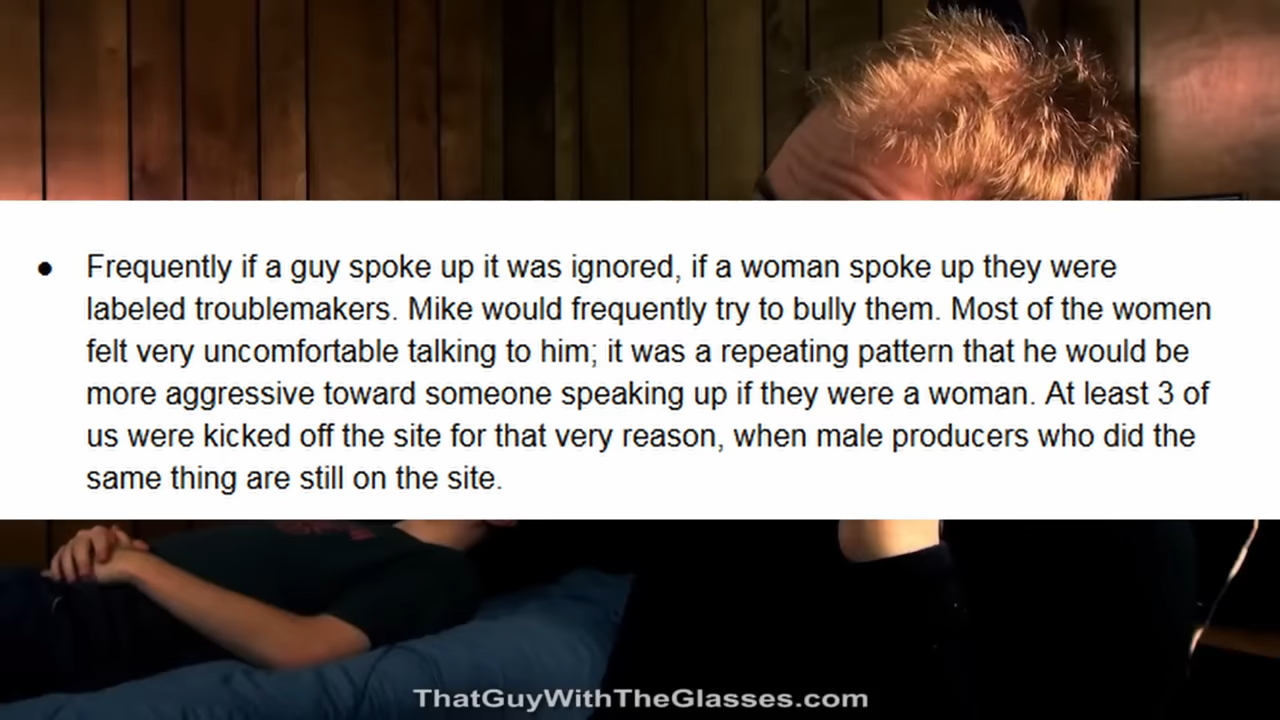 ● Frequently if a guy spoke up it was ignored, if a woman spoke up they were
labeled troublemakers. Mike would frequently try to bully them. Most of the women
felt very uncomfortable talking to him; it was a repeating pattern that he would be
more aggressive toward someone speaking up if they were a woman. At least 3 of
us were kicked off the site for that very reason, when male producers who did the
same thing are still on the site.
ThatGuyWithTheGlasses.com